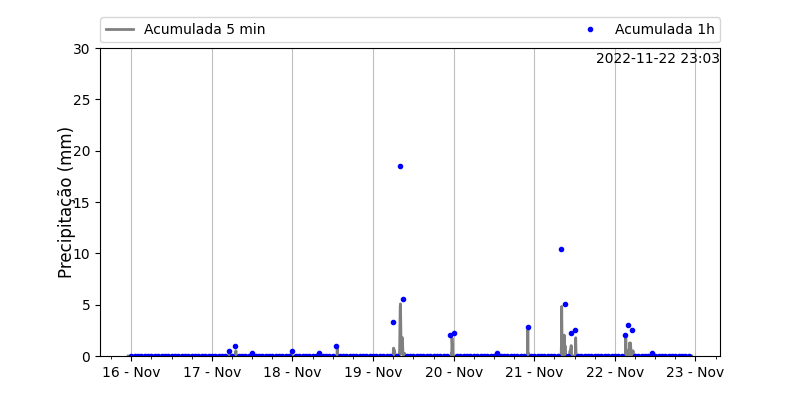 Acumulada 5 min
Acumulada 1h
2022-11-22 23:03
Precipitação (mm)
30
25
20
15
10
5
0
16 - Nov 17 - Nov 18 - Nov 19 - Nov 20 - Nov 21 - Nov 22 - Nov 23 - Nov